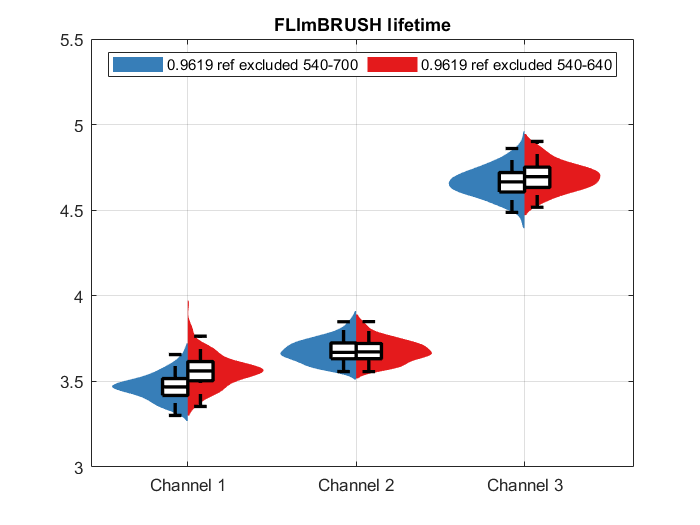 FLImBRUSH lifetime
0.9619 ref excluded 540-700 0.9619 ref excluded 540-640
5.5
5
4.5
4
3.5
3
Channel 1 Channel 2 Channel 3